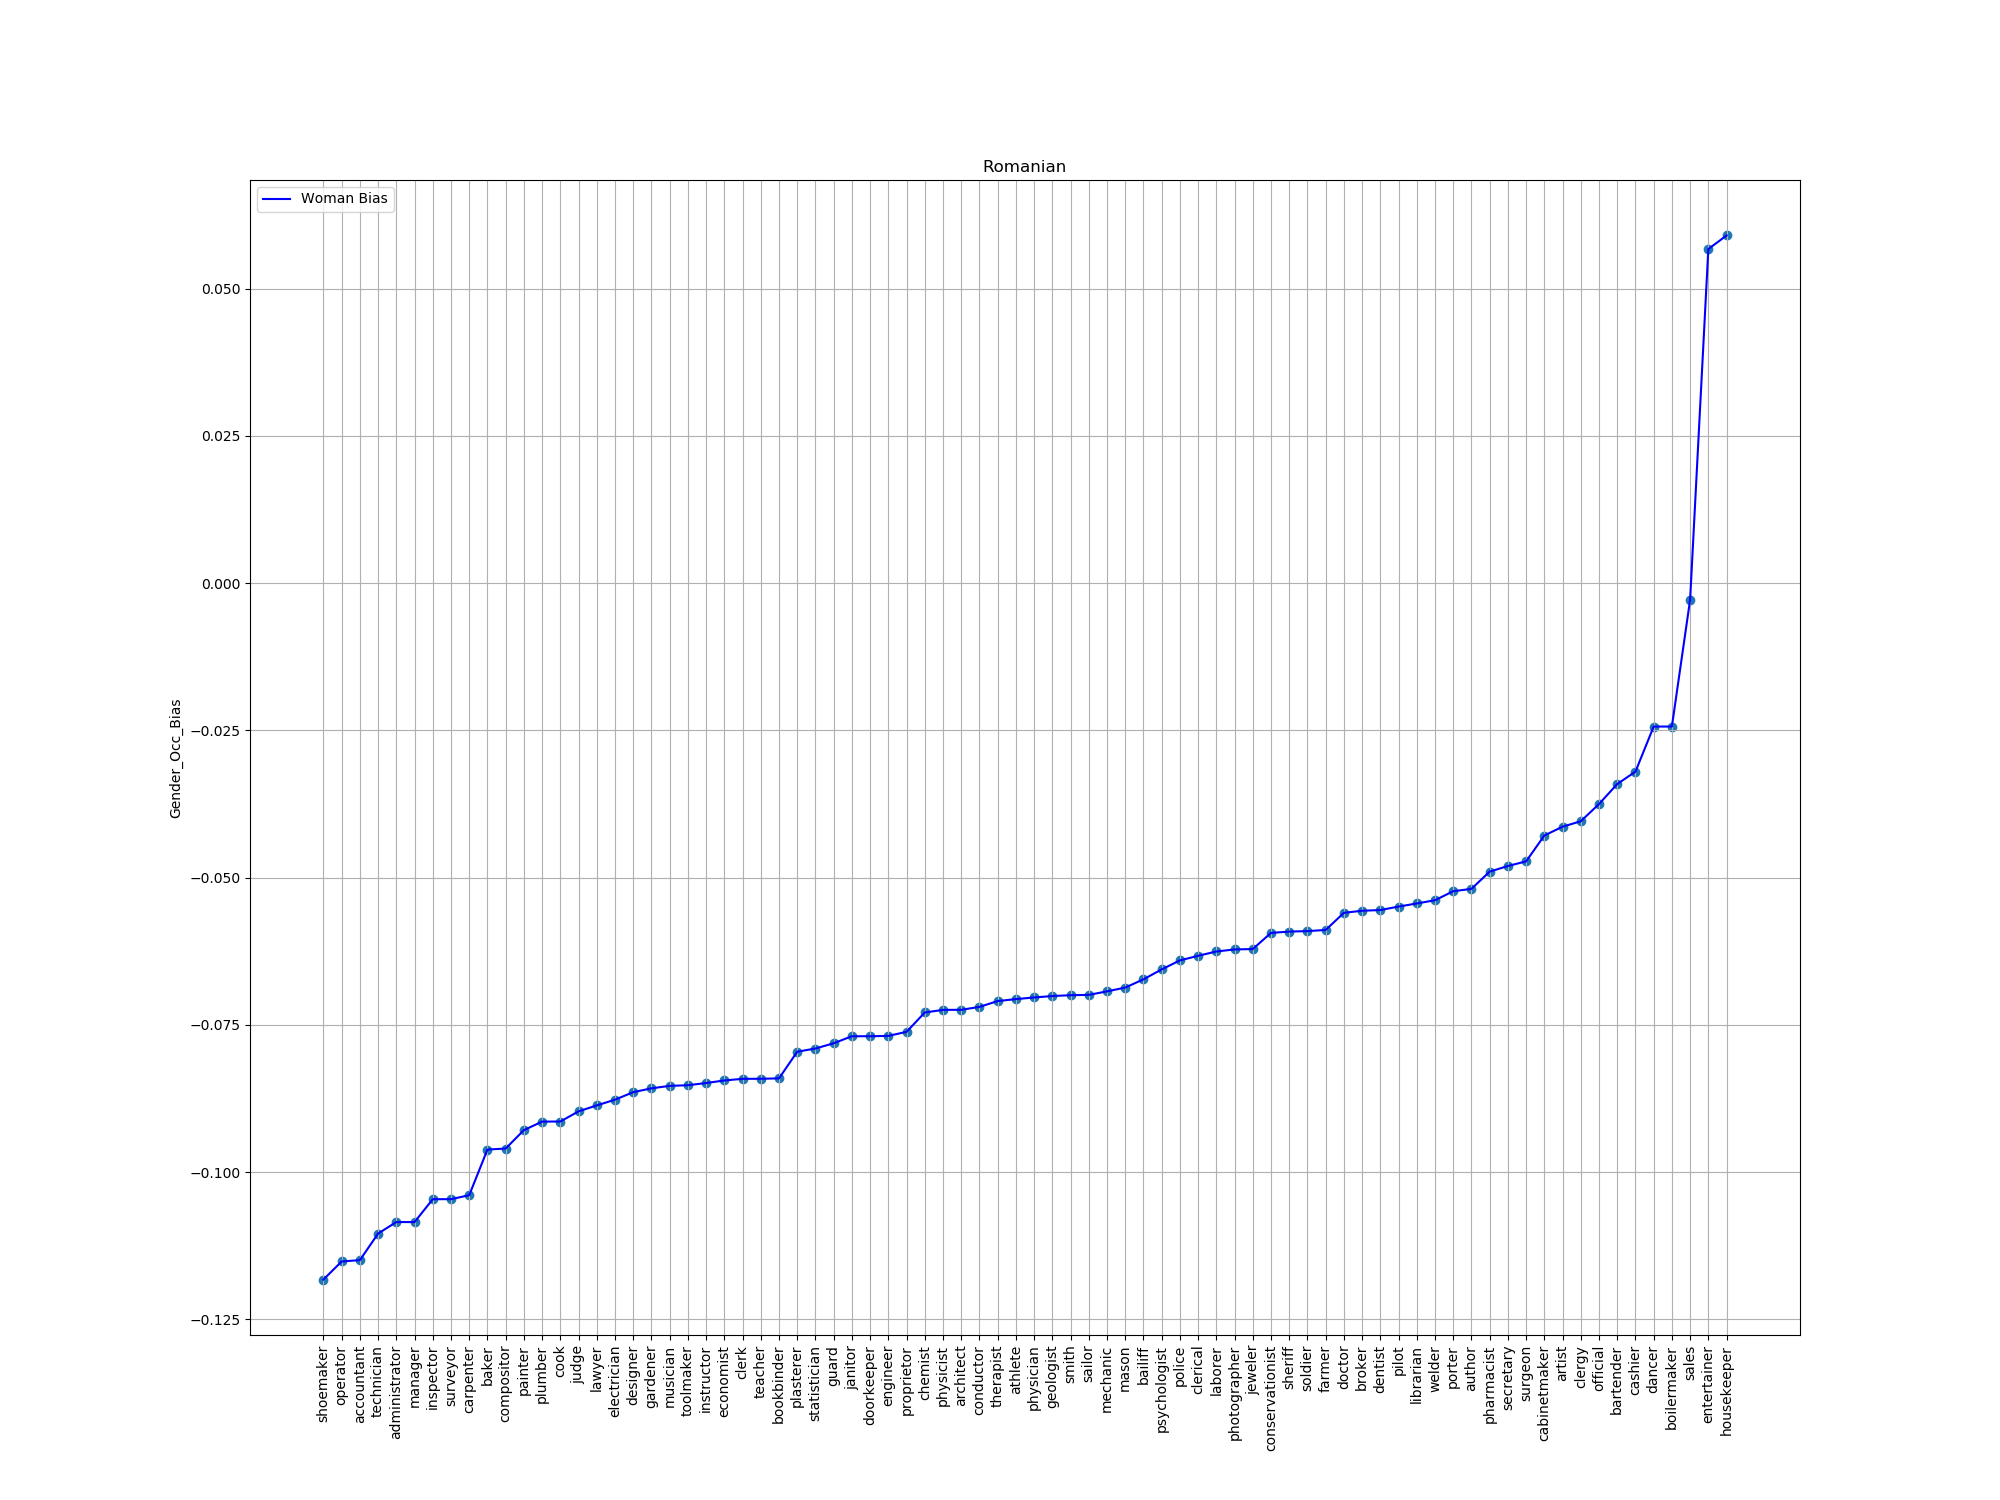 Romanian
Woman Bias
0.050
0.025
0.000
−0.025
−0.050
−0.075
−0.100
−0.125
Gender_Occ_Bias
shoemaker
operator
accountant
technician
administrator
manager
inspector
surveyor
carpenter
baker
compositor
painter
plumber
cook
judge
lawyer
electrician
designer
gardener
musician
toolmaker
instructor
economist
clerk
teacher
bookbinder
plasterer
statistician
guard
janitor
doorkeeper
engineer
proprietor
chemist
physicist
architect
conductor
therapist
athlete
physician
geologist
smith
sailor
mechanic
mason
bailiff
psychologist
police
clerical
laborer
photographer
jeweler
conservationist
sheriff
soldier
farmer
doctor
broker
dentist
pilot
librarian
welder
porter
author
pharmacist
secretary
surgeon
cabinetmaker
artist
clergy
official
bartender
cashier
dancer
boilermaker
sales
entertainer
housekeeper